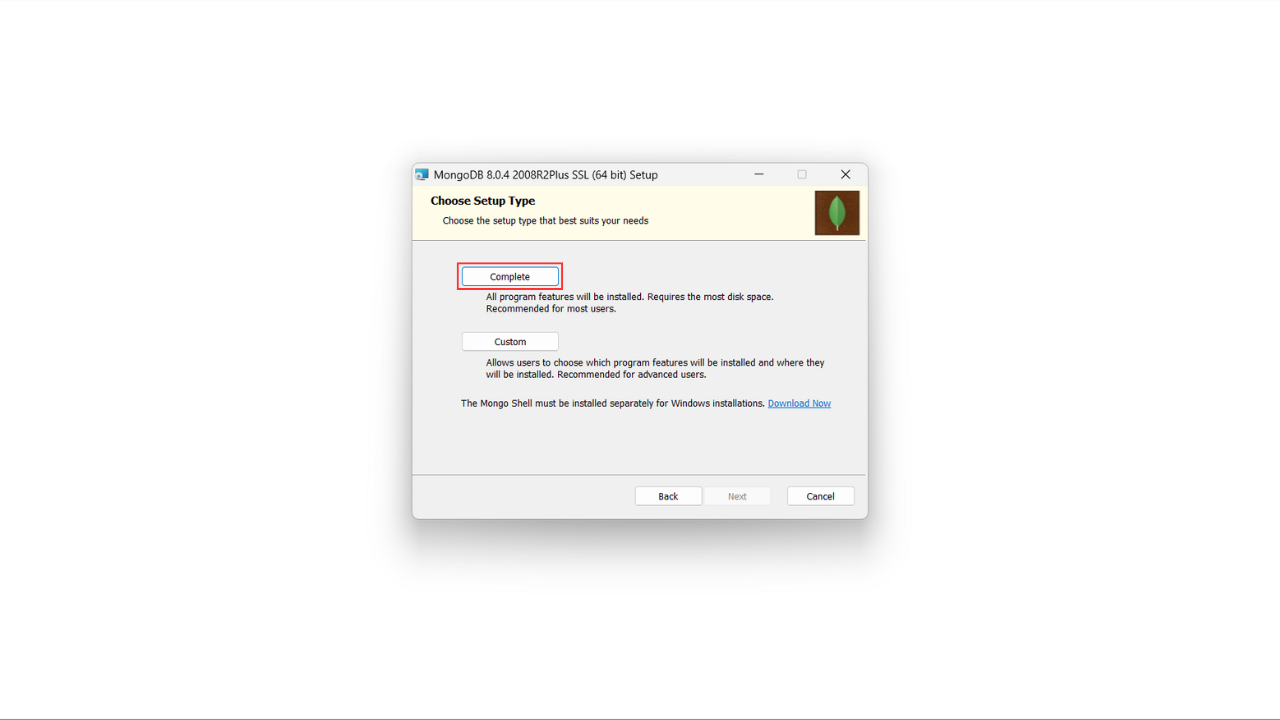 MongoDB 8.0.4 2008R2Plus SSL (64 bit) Setup
Choose Setup Type
Choose the setup type that best suits your needs
Complete
All program features will be installed. Requires the most disk space.
Recommended for most users.
Custom
Allows users to choose which program features will be installed and where they
will be installed. Recommended for advanced users.
The Mongo Shell must be installed separately for Windows installations. Download Now
Back Next Cancel